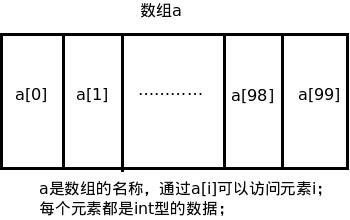 数组a
a[0] a[1] ………… a[98] a[99]
a是数组的名称，通过a[i]可以访问元素i；
每个元素都是int型的数据；